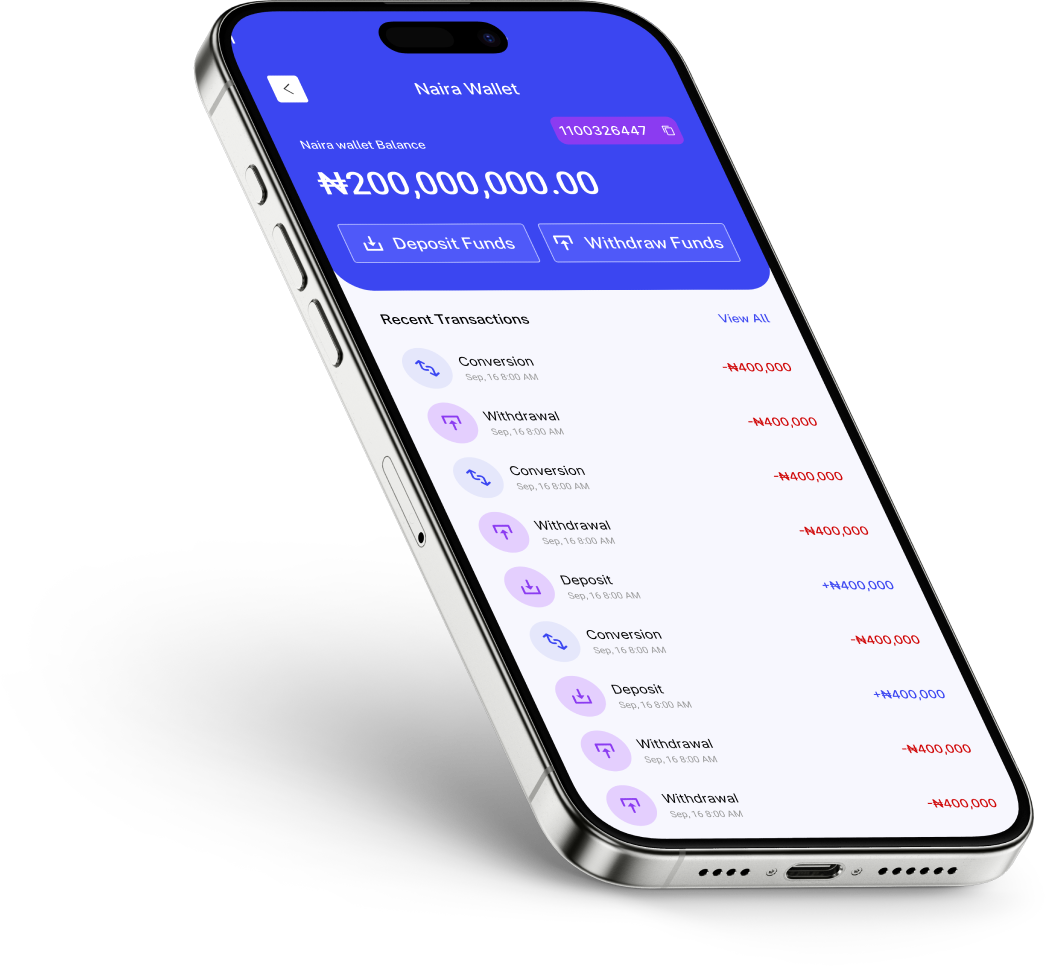 Naira Wallet
1100326447
Naira wallet Balance
₦200,000,000.00
Deposit Funds
Withdraw Funds
Recent Transactions
View All
Conversion
-₦400,000
Sep, 16 8:00 AM
Withdrawal
-₦400,000
Sep, 16 8:00 AM
Conversion
-₦400,000
Sep, 16 8:00 AM
Withdrawal
-₦400,000
Sep, 16 8:00 AM
Deposit
+₦400,000
Sep, 16 8:00 AM
Conversion
-₦400,000
Sep, 16 8:00 AM
Deposit
+₦400,000
Sep, 16 8:00 AM
Withdrawal
-₦400,000
Sep, 16 8:00 AM
Withdrawal
-₦400,000
Sep, 16 8:00 AM